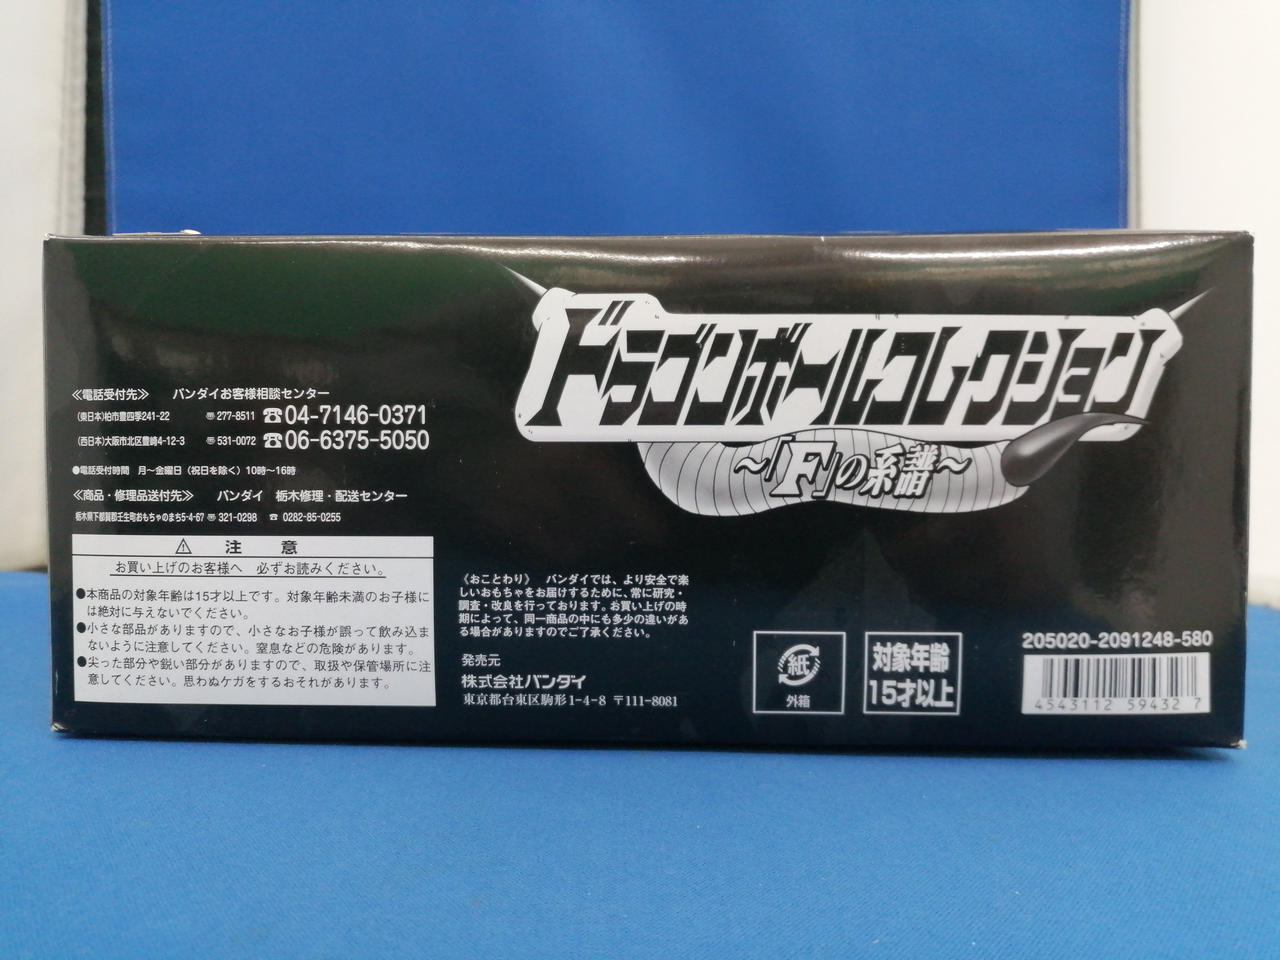 ドラゴンボールコレクション
～「F」の系譜～
《電話受付先》 バンダイお客様相談センター
(東日本)柏市豊四季241-22 〒277-8511 ☎04-7146-0371
(西日本)大阪市北区豊崎4-12-3 〒531-0072 ☎06-6375-5050
●電話受付時間 月～金曜日(祝日を除く)10時～16時
《商品・修理品送付先》 バンダイ 栃木修理・配送センター
栃木県下都賀郡壬生町おもちゃのまち5-4-67 〒321-0298 ☎ 0282-85-0255
⚠ 注 意
お買い上げのお客様へ 必ずお読みください。
●本商品の対象年齢は15才以上です。対象年齢未満のお子様に
は絶対に与えないでください。
●小さな部品がありますので、小さなお子様が誤って飲み込ま
ないように注意してください。窒息などの危険があります。
●尖った部分や鋭い部分がありますので、取扱や保管場所に注
意してください。思わぬケガをするおそれがあります。
《おことわり》 バンダイでは、より安全で楽
しいおもちゃをお届けするために、常に研究・
調査・改良を行っております。お買い上げの時
期によって、同一商品の中にも多少の違いがあ
る場合がありますのでご了承ください。
発売元
株式会社バンダイ
東京都台東区駒形1-4-8 〒111-8081
紙
外箱
対象年齢
15才以上
205020-2091248-580
4543112 59432 7